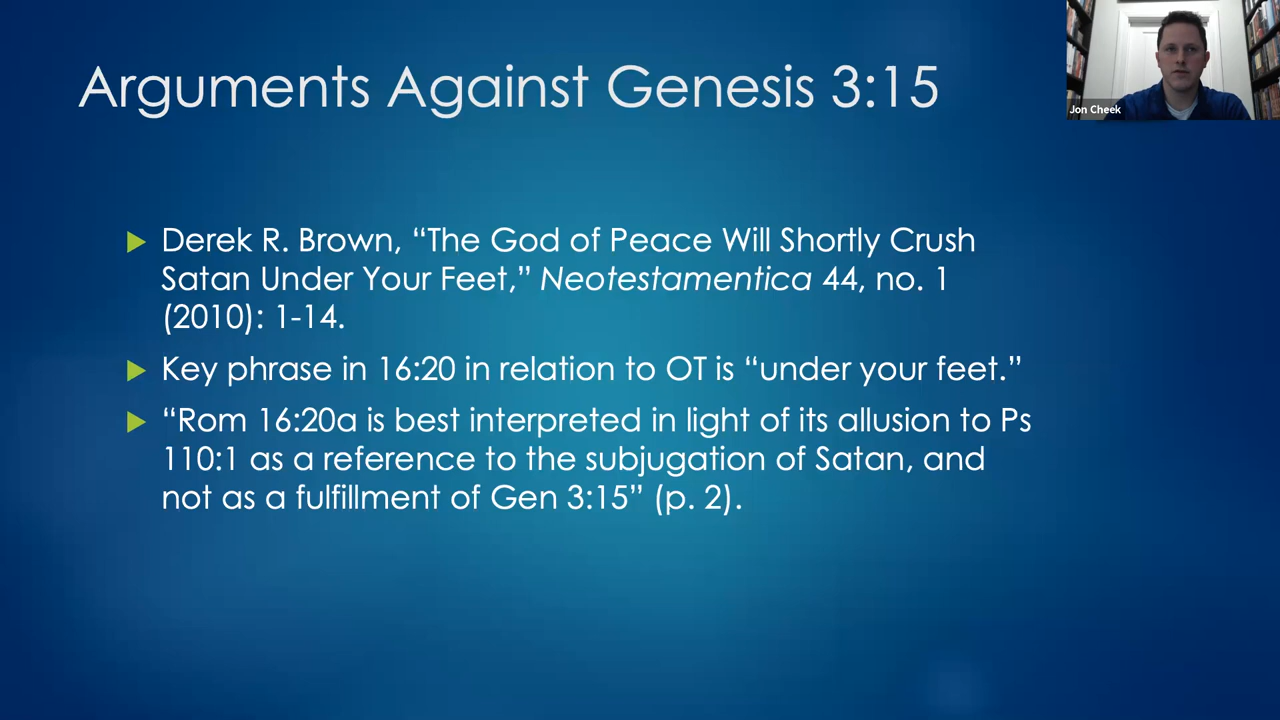 Arguments Against Genesis 3:15
Jon Cheek
Derek R. Brown, “The God of Peace Will Shortly Crush
Satan Under Your Feet,” Neotestamentica 44, no. 1
(2010): 1-14.
Key phrase in 16:20 in relation to OT is “under your feet.”
“Rom 16:20a is best interpreted in light of its allusion to Ps
110:1 as a reference to the subjugation of Satan, and
not as a fulfillment of Gen 3:15” (p. 2).